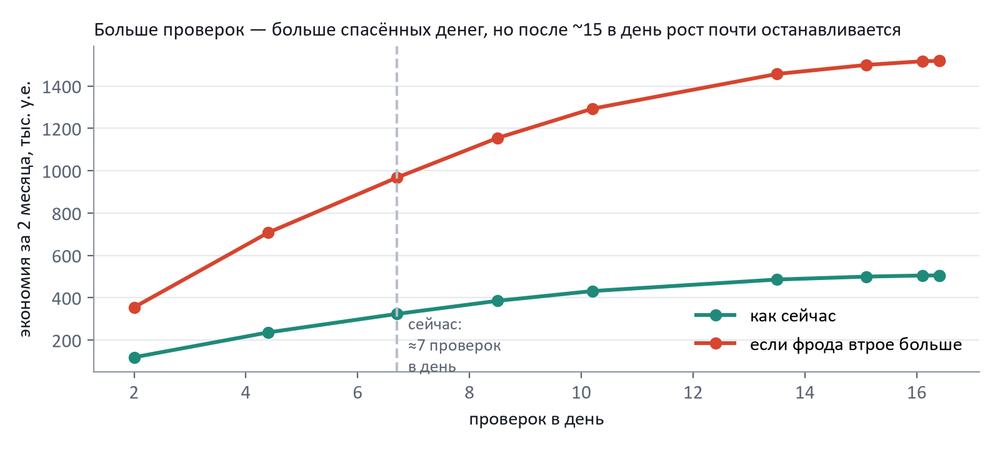 Больше проверок — больше спасённых денег, но после ~15 в день рост почти останавливается
экономия за 2 месяца, тыс. у.е.
1400
1200
1000
800
600
400
200
сейчас:
≈7 проверок
в день
как сейчас
если фрода втрое больше
2 4 6 8 10 12 14 16
проверок в день